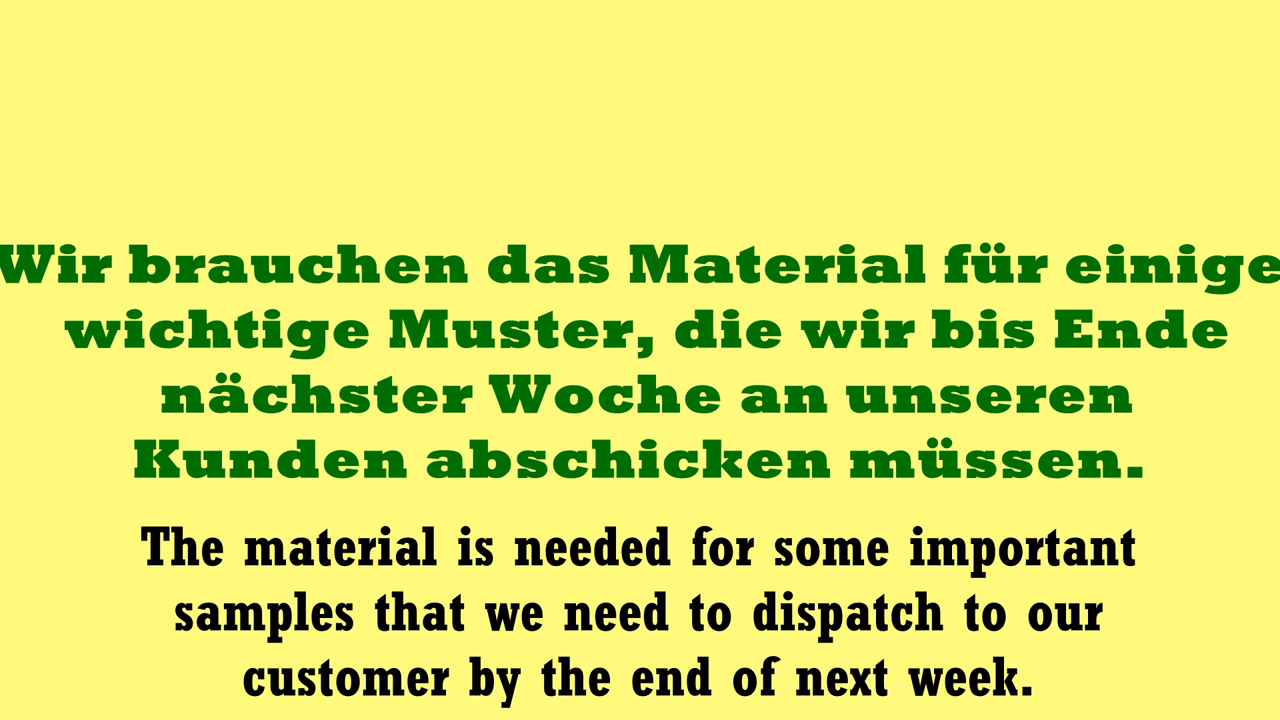 Wir brauchen das Material für einige
wichtige Muster, die wir bis Ende
nächster Woche an unseren
Kunden abschicken müssen.
The material is needed for some important
samples that we need to dispatch to our
customer by the end of next week.